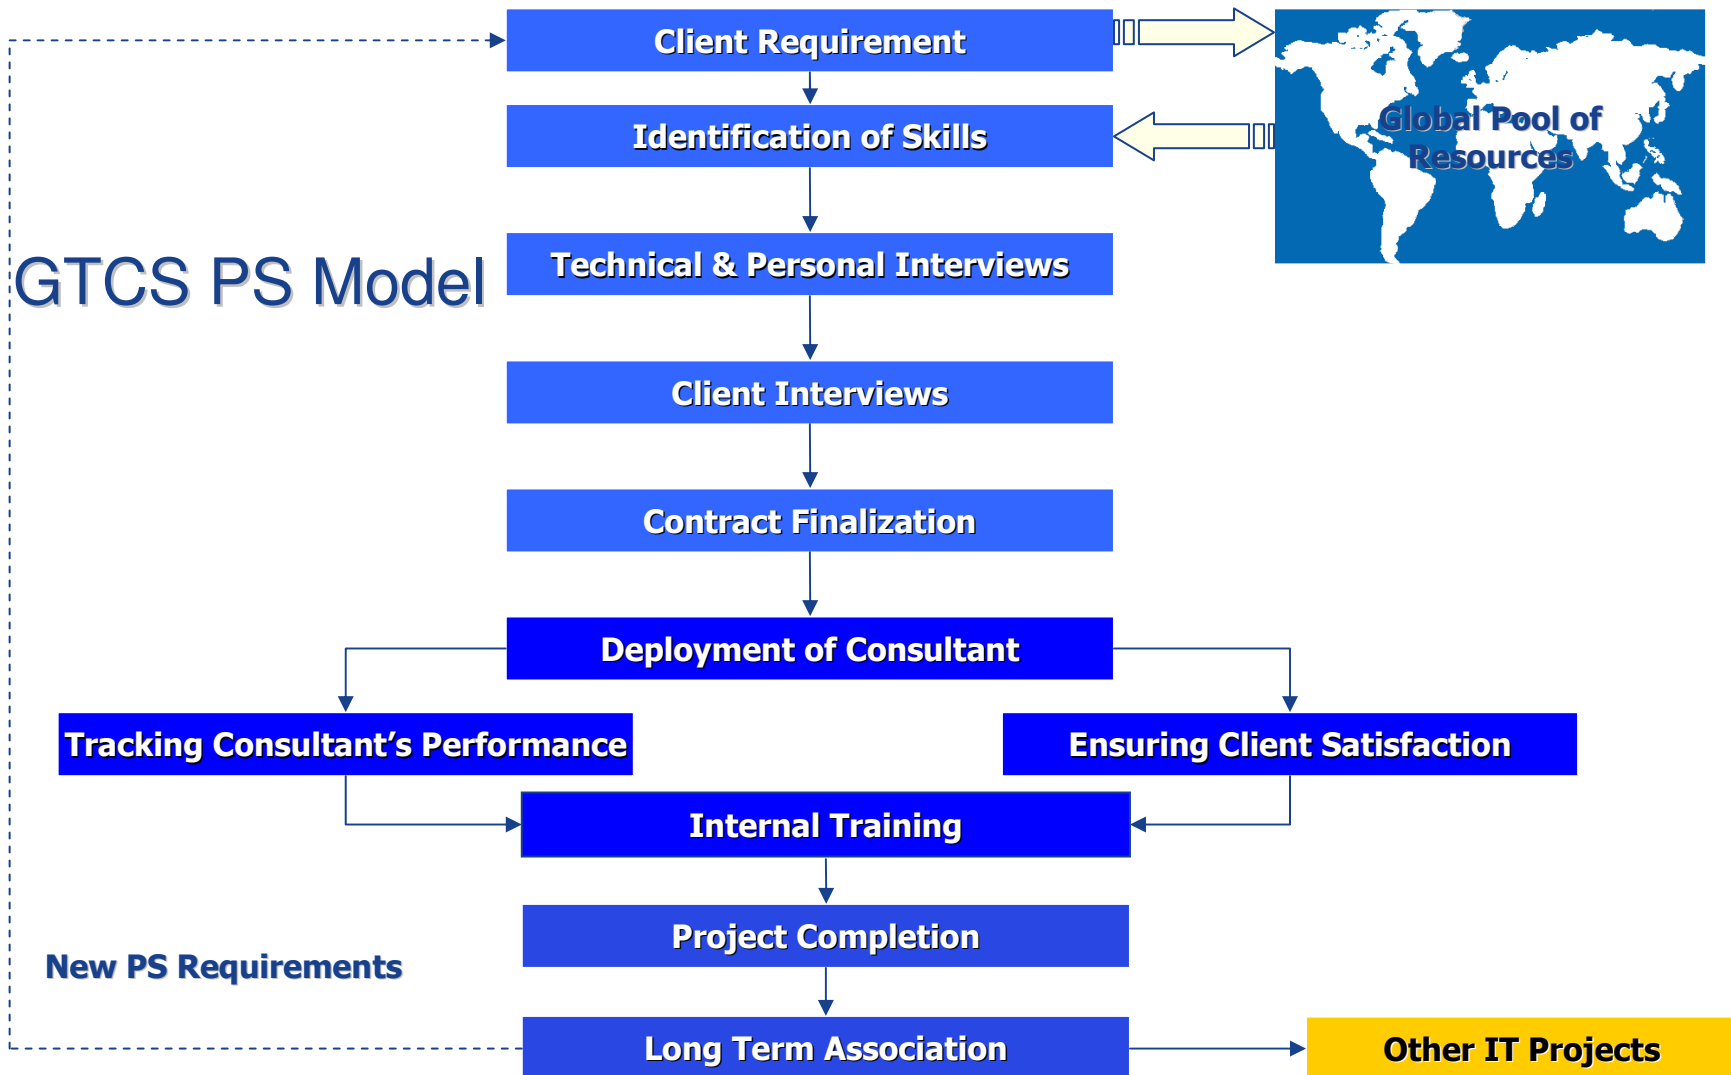 Client Requirement
Global Pool of
Resources
Identification of Skills
GTCS PS Model
Technical & Personal Interviews
Client Interviews
Contract Finalization
Deployment of Consultant
Tracking Consultant’s Performance
Ensuring Client Satisfaction
Internal Training
Project Completion
New PS Requirements
Long Term Association
Other IT Projects